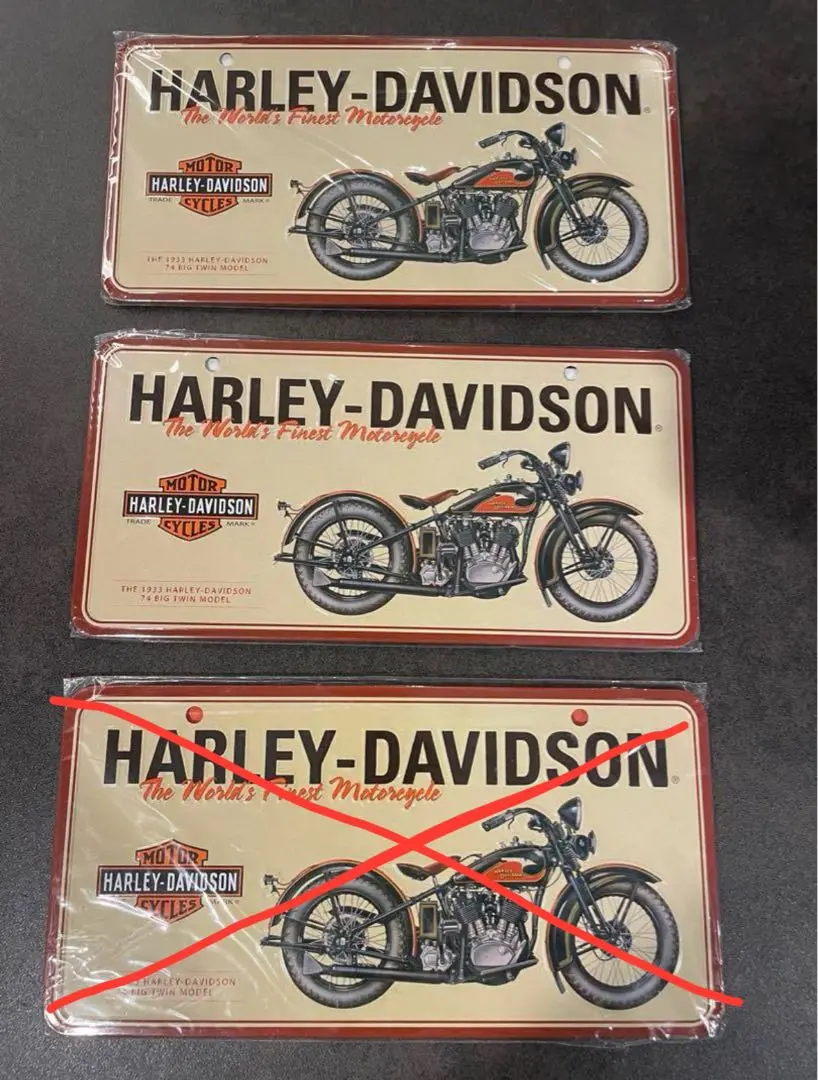 HARLEY-DAVIDSON®
The World's Finest Motorcycle
MOTOR
HARLEY-DAVIDSON
TRADE CYCLES MARK®
THE 1933 HARLEY-DAVIDSON
74 BIG TWIN MODEL
HARLEY-DAVIDSON®
The World's Finest Motorcycle
MOTOR
HARLEY-DAVIDSON
TRADE CYCLES MARK®
THE 1933 HARLEY-DAVIDSON
74 BIG TWIN MODEL
HARLEY-DAVIDSON®
The World's Finest Motorcycle
MOTOR
HARLEY-DAVIDSON
CYCLES
HARLEY-DAVIDSON
BIG TWIN MODEL